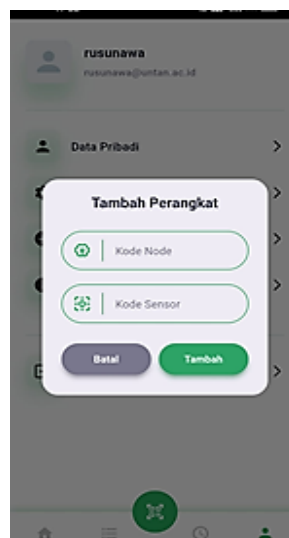 rusunawa
rusunawa@untan.ac.id
Data Pribadi
Tambah Perangkat
Kode Node
Kode Sensor
Batal
Tambah